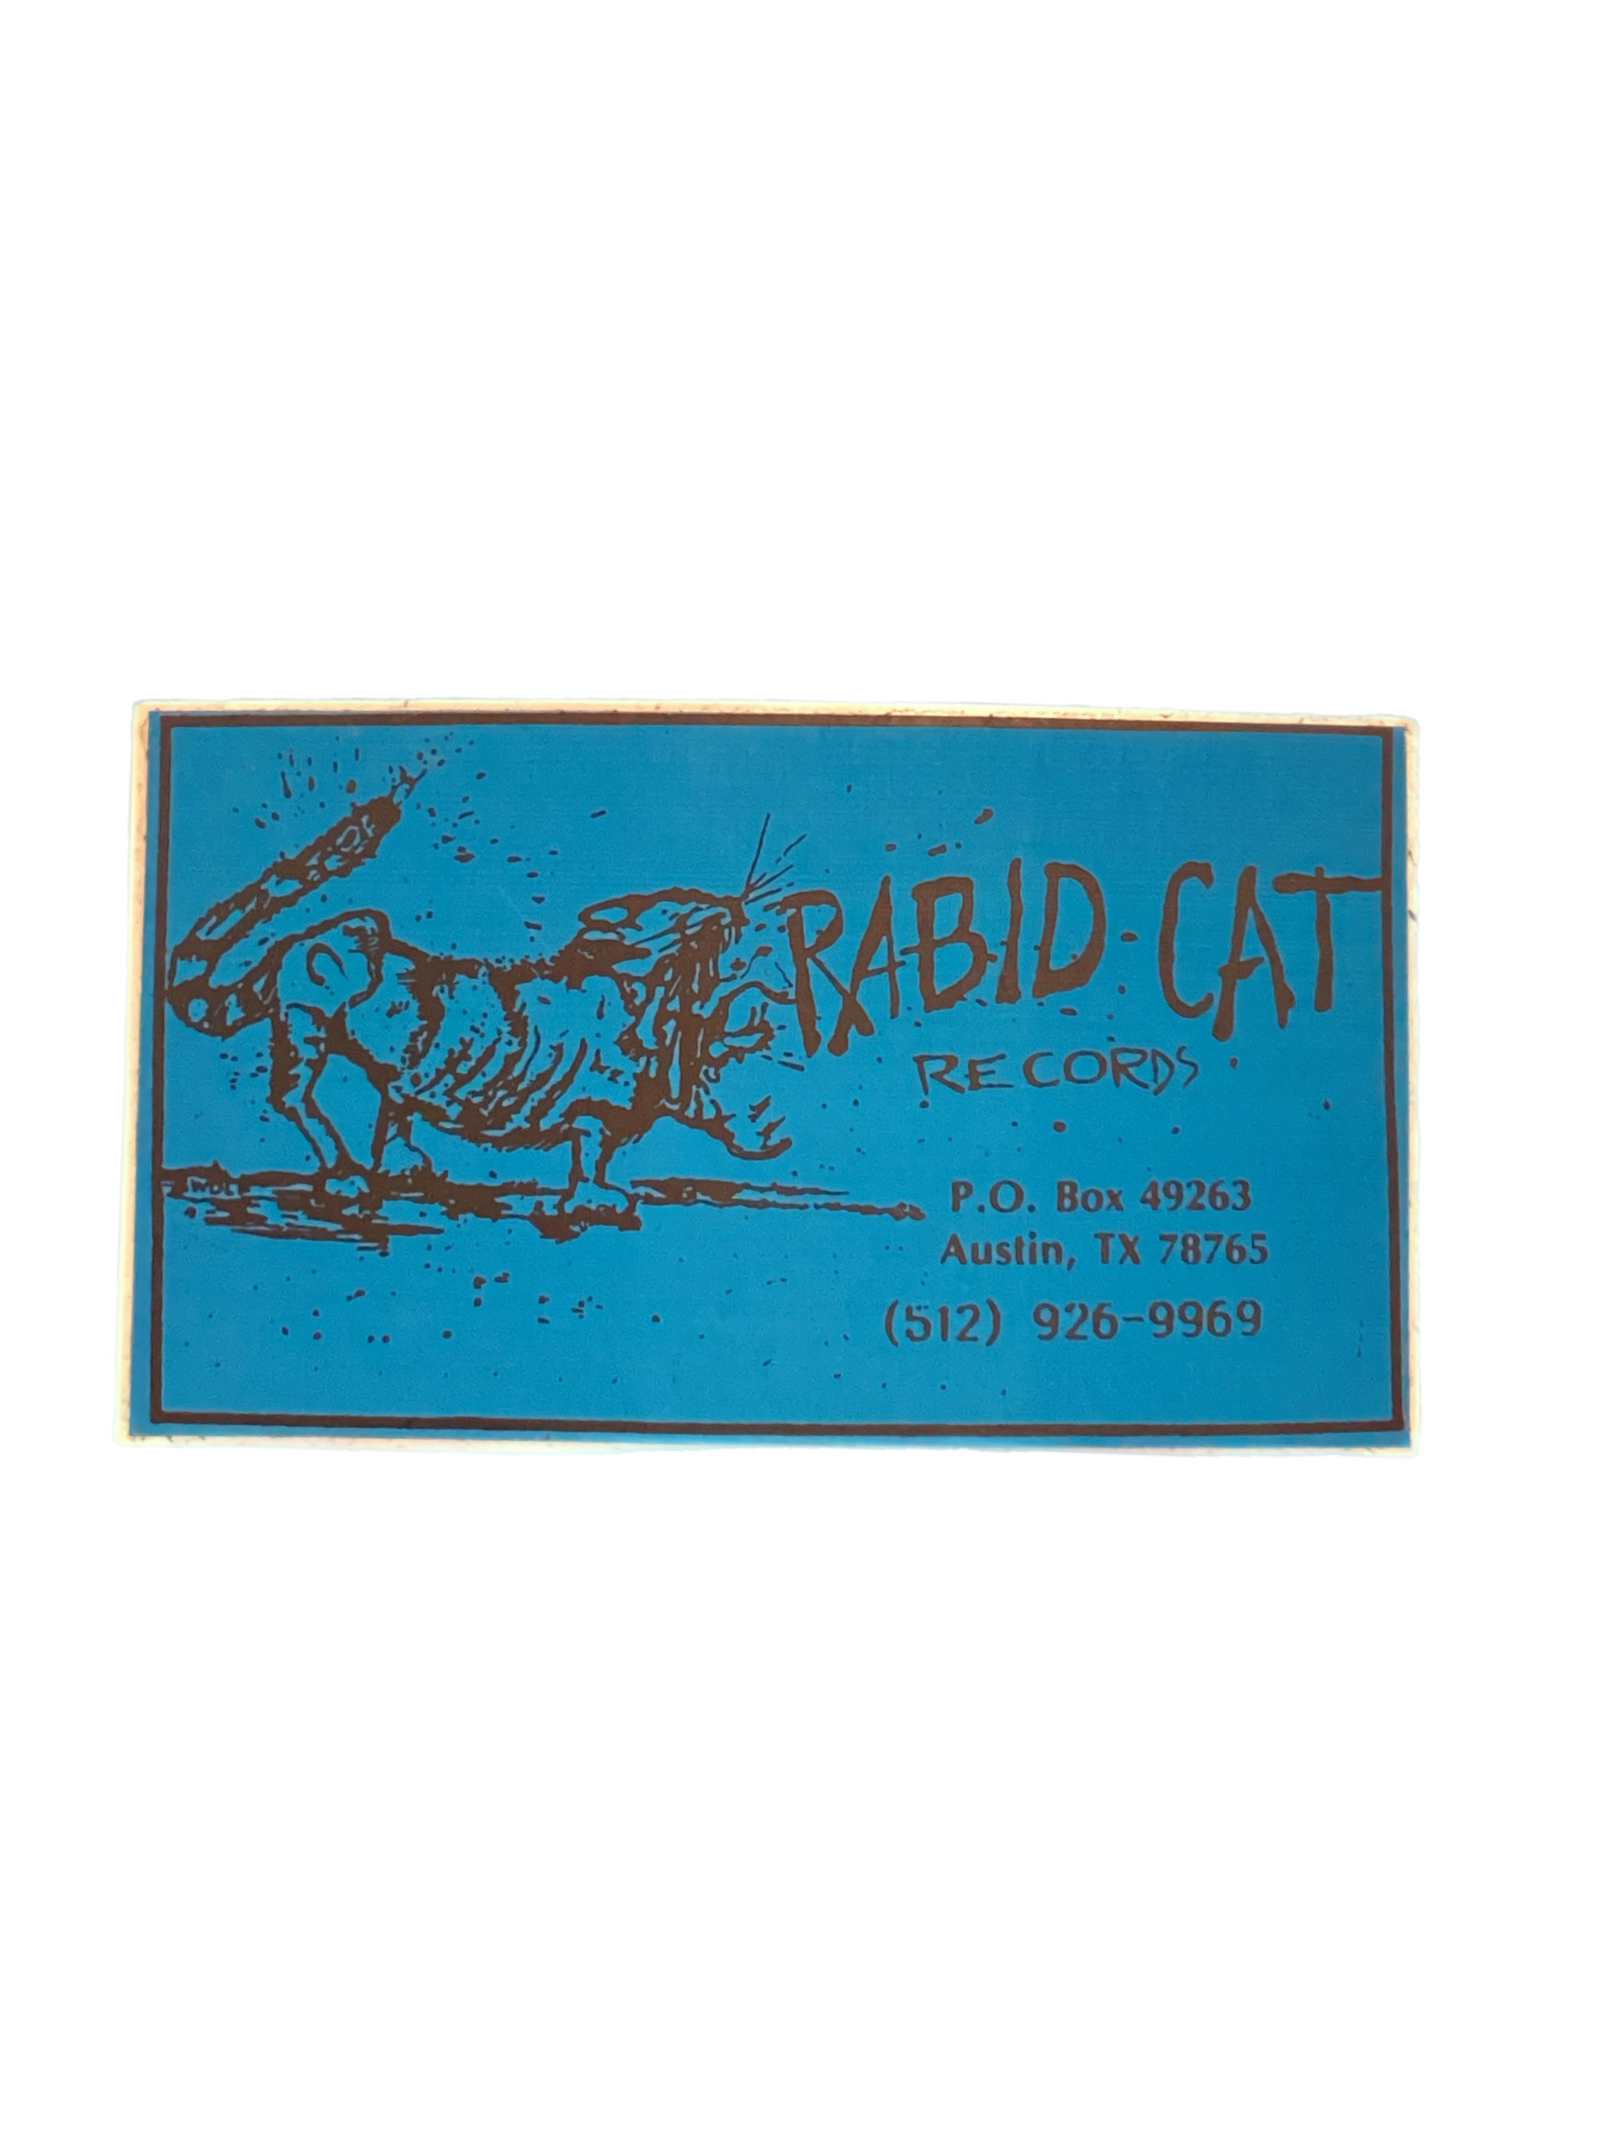 RABID CAT
RECORDS
P.O. Box 49263
Austin, TX 78765
(512) 926-9969